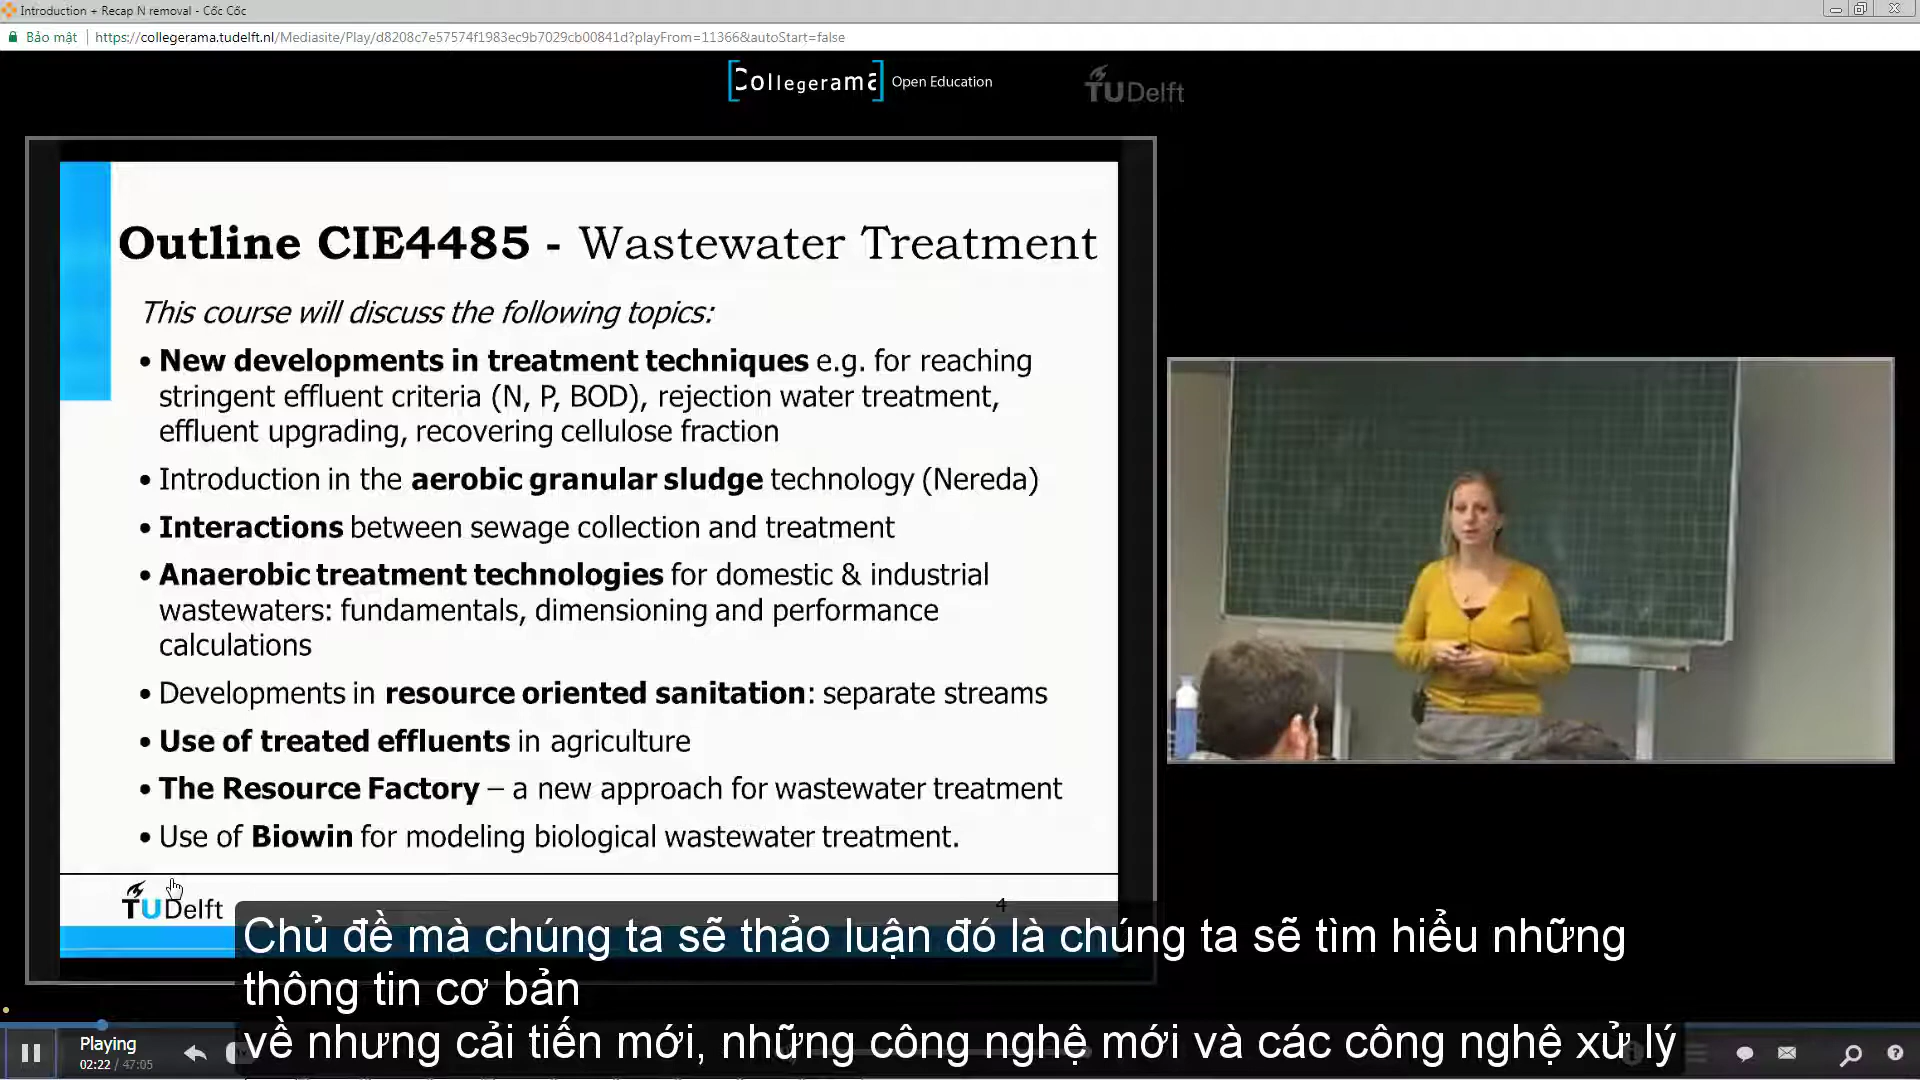 Introduction + Recap N removal - Cốc Cốc
Bảo mật | https://collegerama.tudelft.nl/Mediasite/Play/d8208c7e57574f1983ec9b7029cb00841d?playFrom=11366&autoStart=false
[Collegerama] Open Education
TUDelft
Outline CIE4485 - Wastewater Treatment
This course will discuss the following topics:
• New developments in treatment techniques e.g. for reaching
stringent effluent criteria (N, P, BOD), rejection water treatment,
effluent upgrading, recovering cellulose fraction
• Introduction in the aerobic granular sludge technology (Nereda)
• Interactions between sewage collection and treatment
• Anaerobic treatment technologies for domestic & industrial
wastewaters: fundamentals, dimensioning and performance
calculations
• Developments in resource oriented sanitation: separate streams
• Use of treated effluents in agriculture
• The Resource Factory – a new approach for wastewater treatment
• Use of Biowin for modeling biological wastewater treatment.
TUDelft
4
Chủ đề mà chúng ta sẽ thảo luận đó là chúng ta sẽ tìm hiểu những
thông tin cơ bản
về nhưng cải tiến mới, những công nghệ mới và các công nghệ xử lý
Playing
02:22 / 47:05